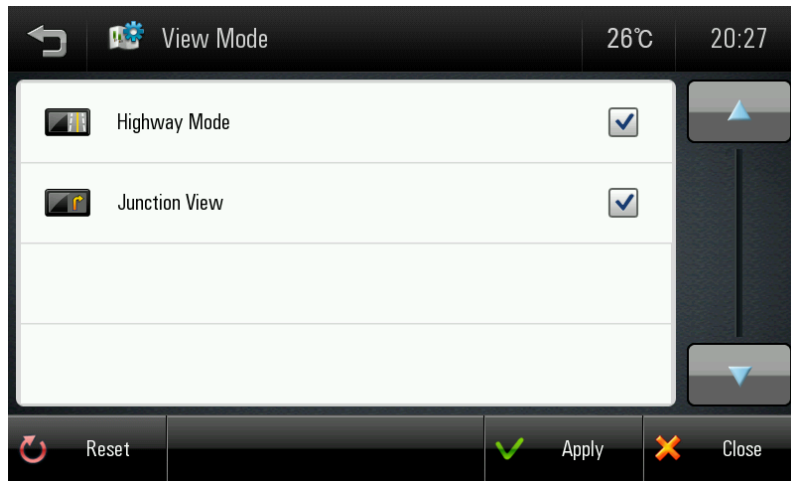 View Mode 26℃ 20:27
Highway Mode
Junction View
Reset Apply Close